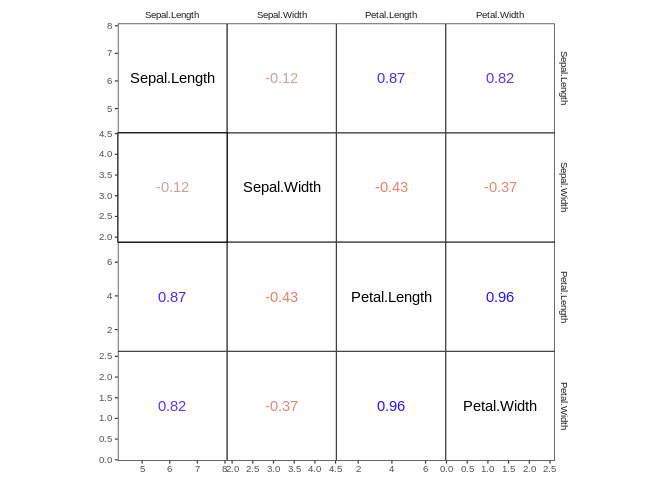 Sepal.Length Sepal.Width Petal.Length Petal.Width
8
7
6
5
Sepal.Length -0.12 0.87 0.82
Sepal.Length
4.5
4.0
3.5
3.0
2.5
2.0
-0.12 Sepal.Width -0.43 -0.37
Sepal.Width
6
4
2
0.87 -0.43 Petal.Length 0.96
Petal.Length
2.5
2.0
1.5
1.0
0.5
0.0
0.82 -0.37 0.96 Petal.Width
Petal.Width
5 6 7 8 2.0 2.5 3.0 3.5 4.0 4.5 2 4 6 0.0 0.5 1.0 1.5 2.0 2.5